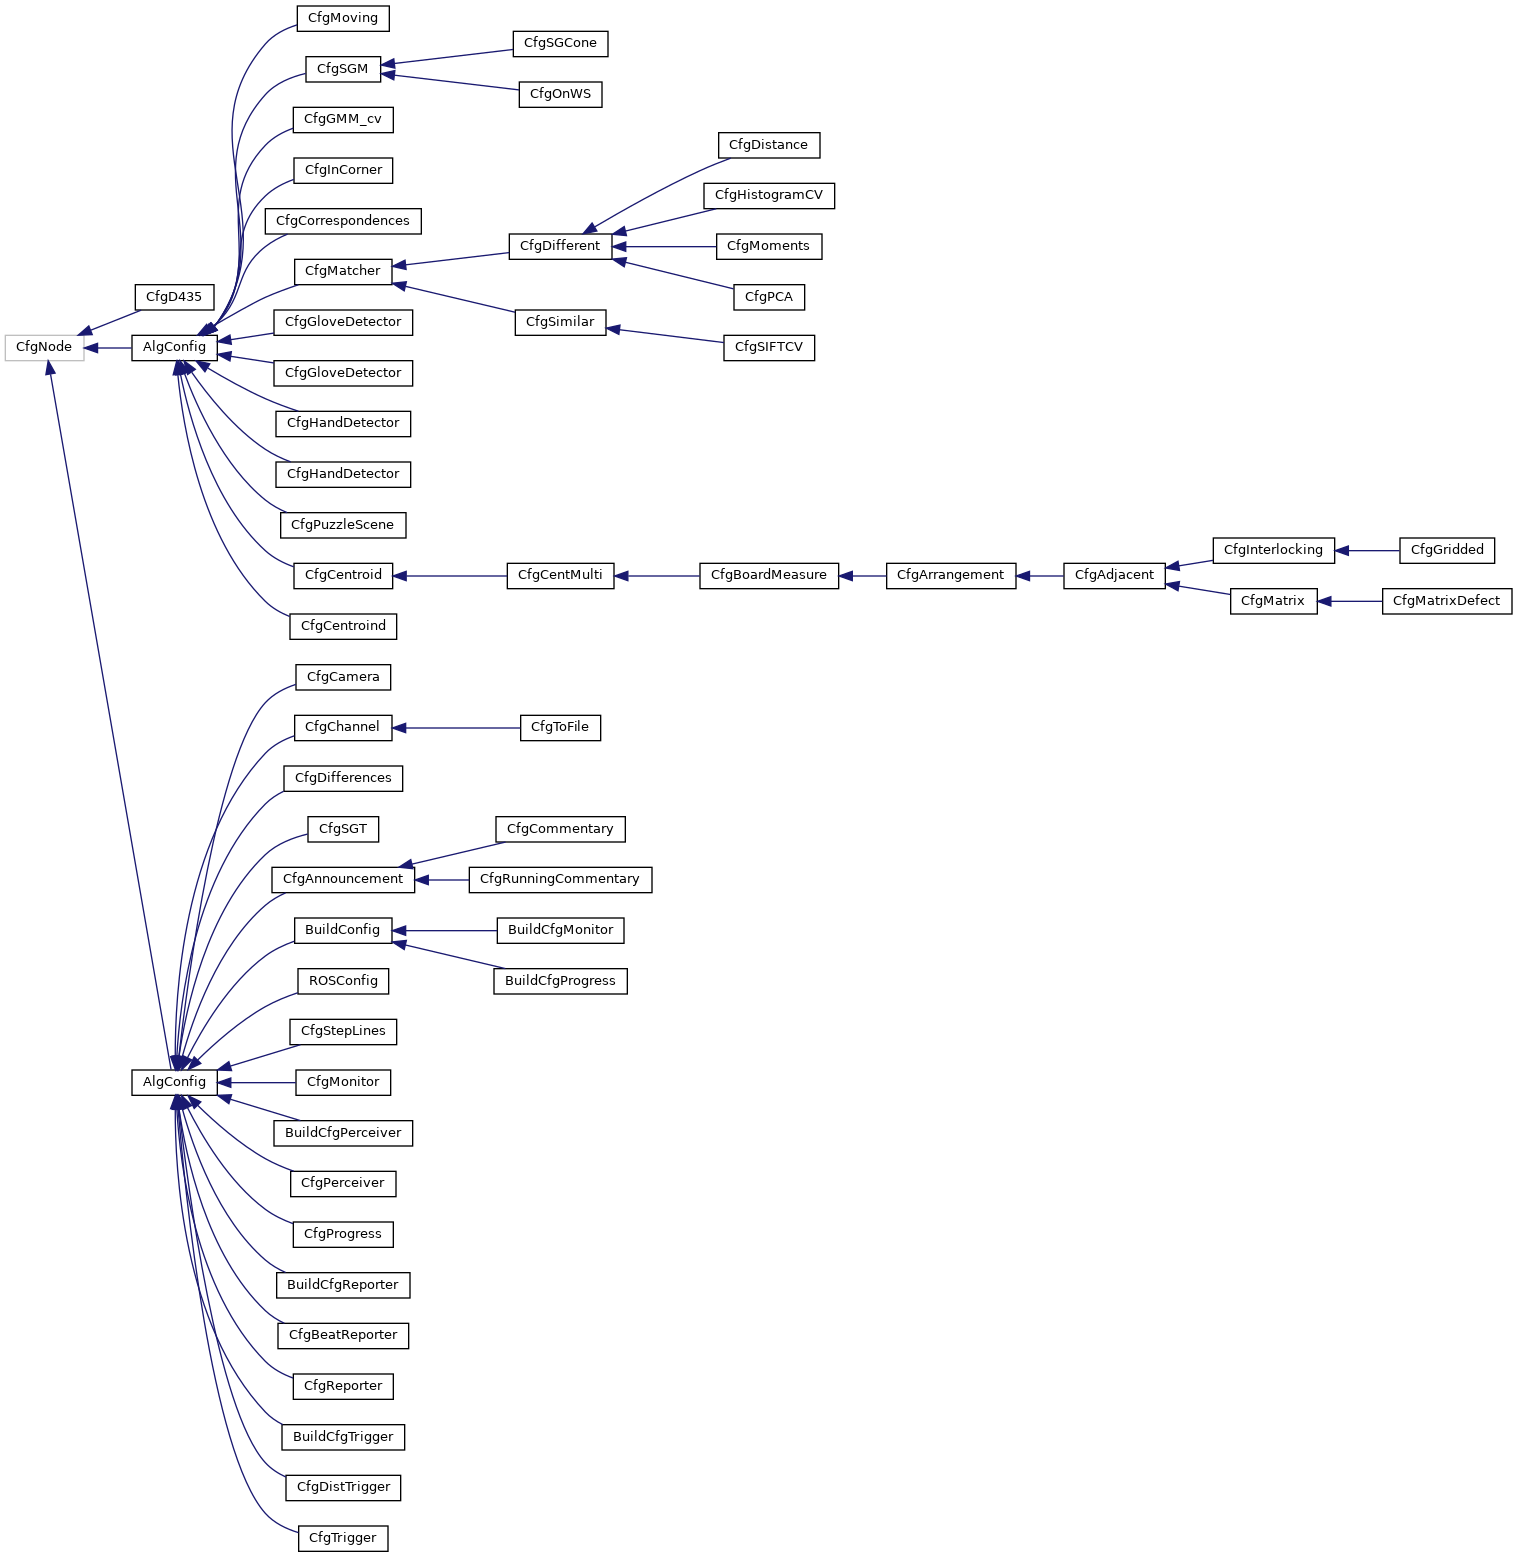 CfgMoving
CfgSGCone
CfgSGM
CfgOnWS
CfgGMM_cv
CfgDistance
CfgInCorner
CfgHistogramCV
CfgCorrespondences
CfgDifferent
CfgMoments
CfgMatcher
CfgD435
CfgPCA
CfgGloveDetector
CfgSimilar
CfgNode
AlgConfig
CfgSIFTCV
CfgGloveDetector
CfgHandDetector
CfgHandDetector
CfgPuzzleScene
CfgInterlocking
CfgGridded
CfgCentroid
CfgCentMulti
CfgBoardMeasure
CfgArrangement
CfgAdjacent
CfgMatrix
CfgMatrixDefect
CfgCentroind
CfgCamera
CfgChannel
CfgToFile
CfgDifferences
CfgSGT
CfgCommentary
CfgAnnouncement
CfgRunningCommentary
BuildConfig
BuildCfgMonitor
ROSConfig
BuildCfgProgress
CfgStepLines
AlgConfig
CfgMonitor
BuildCfgPerceiver
CfgPerceiver
CfgProgress
BuildCfgReporter
CfgBeatReporter
CfgReporter
BuildCfgTrigger
CfgDistTrigger
CfgTrigger